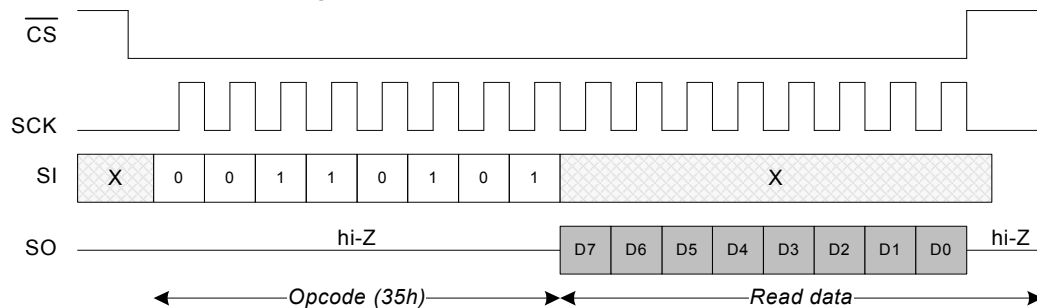 CS
SCK
SI X 0 0 1 1 0 1 0 1 X
SO hi-Z D7 D6 D5 D4 D3 D2 D1 D0 hi-Z
Opcode (35h) Read data